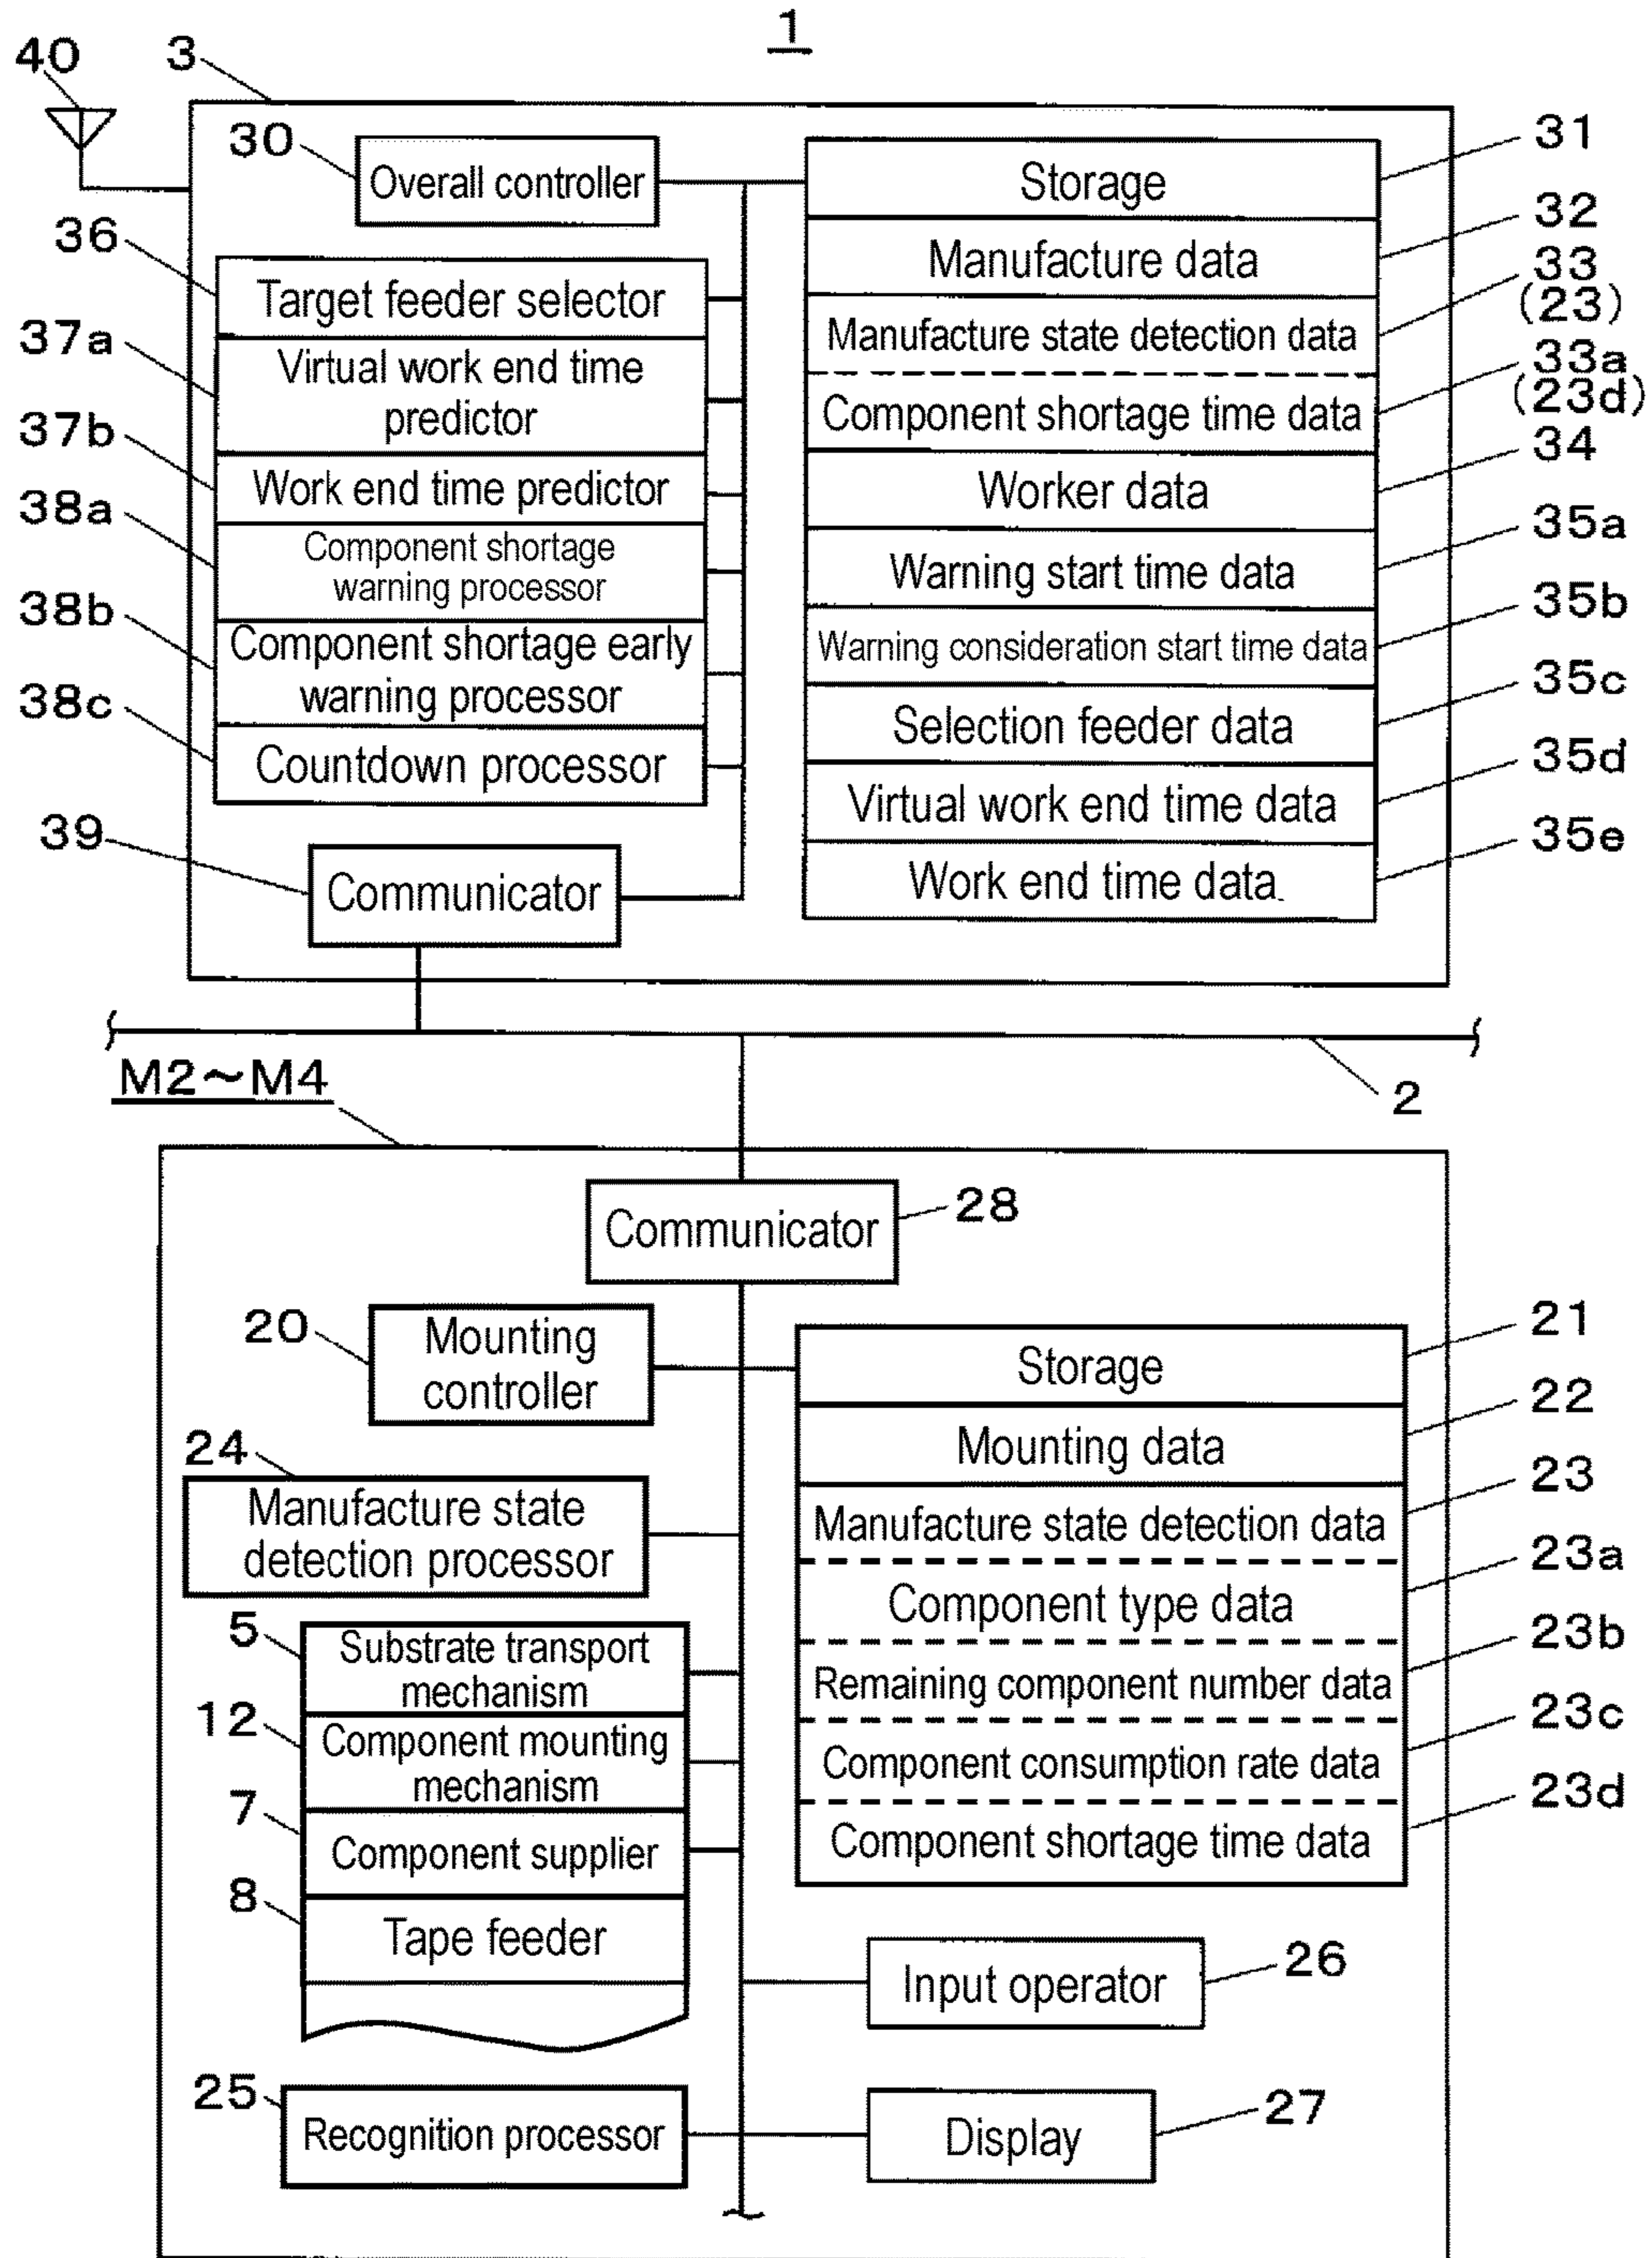 1
40
3
30
Overall controller
31
Storage
32
Manufacture data
33
(23)
Manufacture state detection data
33a
(23d)
Component shortage time data
34
Worker data
35a
Warning start time data
35b
Warning consideration start time data
35c
Selection feeder data
35d
Virtual work end time data
35e
Work end time data
36
Target feeder selector
37a
Virtual work end time
predictor
37b
Work end time predictor
38a
Component shortage
warning processor
38b
Component shortage early
warning processor
38c
Countdown processor
39
Communicator
2
M2～M4
Communicator
28
20
Mounting
controller
21
Storage
22
Mounting data
23
Manufacture state detection data
23a
Component type data
23b
Remaining component number data
23c
Component consumption rate data
23d
Component shortage time data
24
Manufacture state
detection processor
5
Substrate transport
mechanism
12
Component mounting
mechanism
7
Component supplier
8
Tape feeder
Input operator
26
25
Recognition processor
Display
27